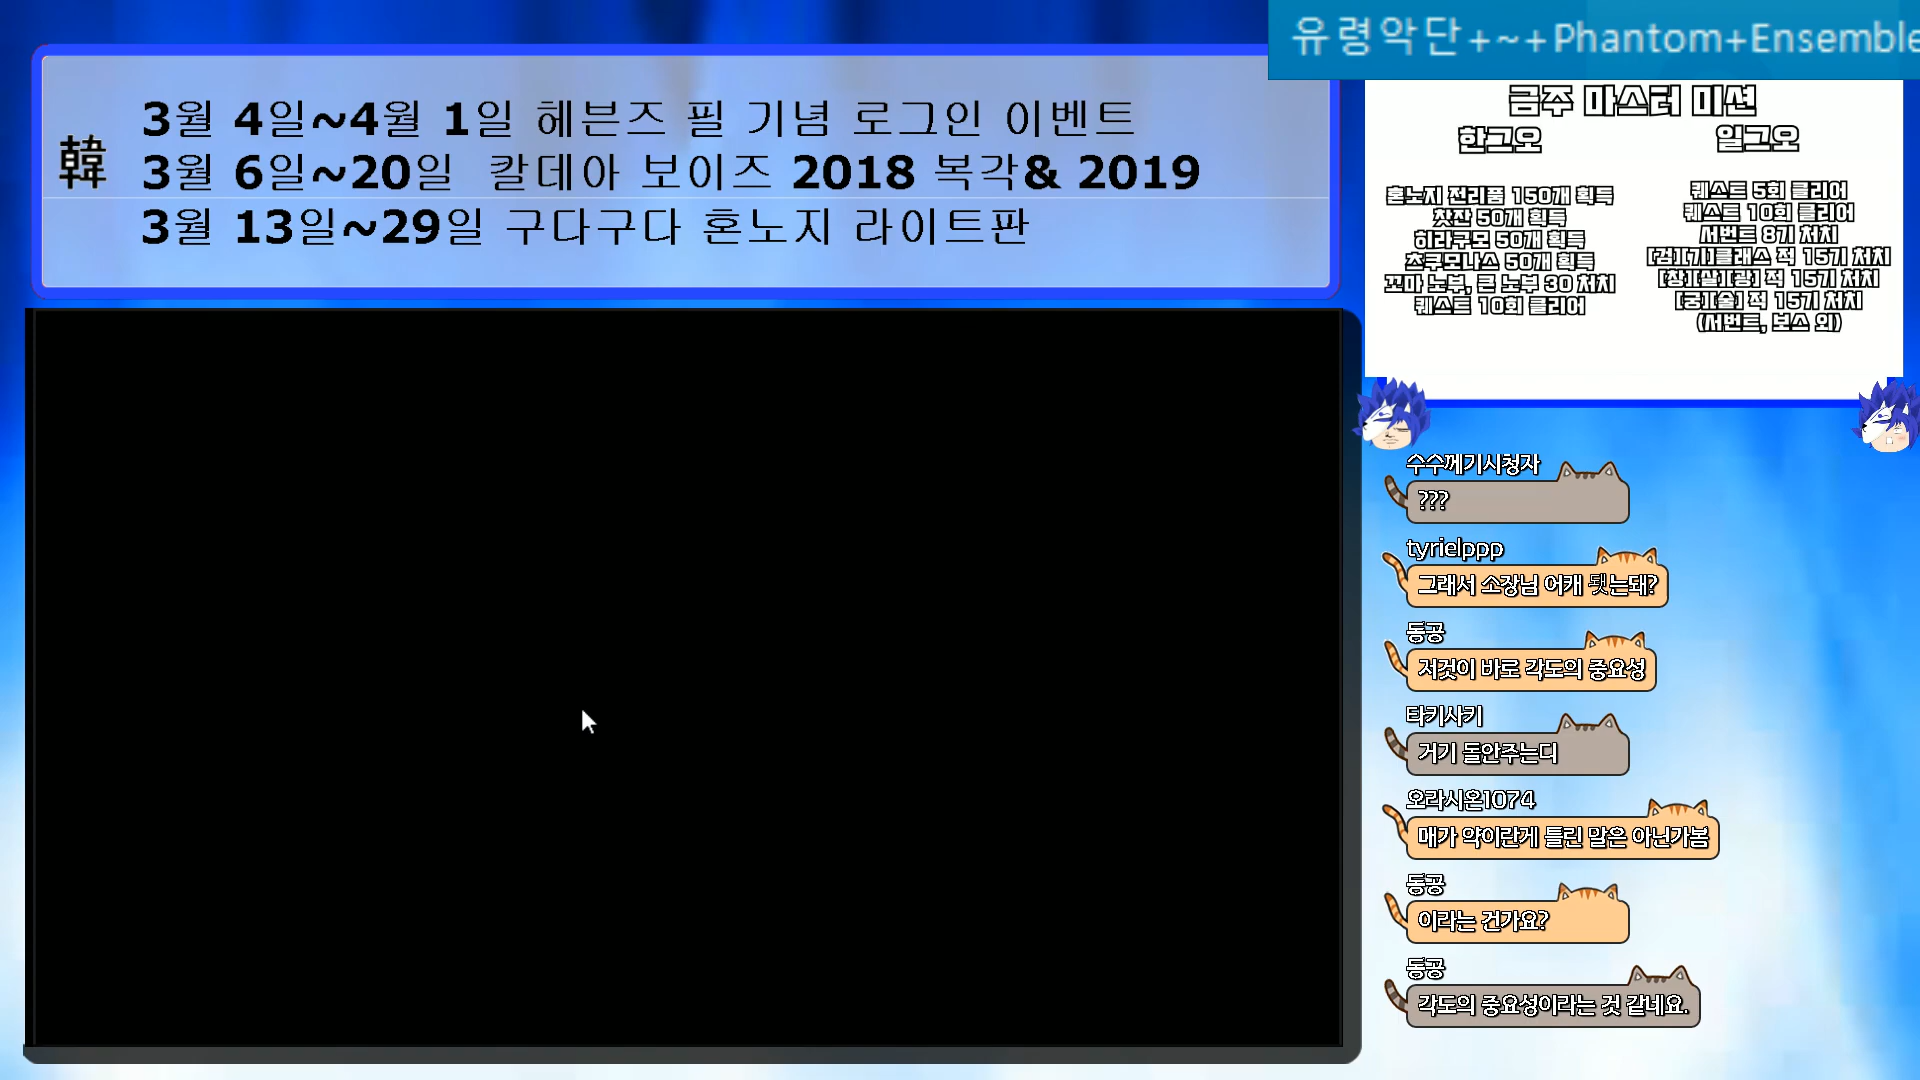 유령악단+~+Phantom+Ensemble
韓
3월 4일~4월 1일 헤븐즈 필 기념 로그인 이벤트
3월 6일~20일 칼데아 보이즈 2018 복각& 2019
3월 13일~29일 구다구다 혼노지 라이트판
금주 마스터 미션
한그오
혼노지 전리품 150개 획득
찻잔 50개 획득
히라구모 50개 획득
츠쿠모나스 50개 획득
꼬마 노부, 큰 노부 30 처치
퀘스트 10회 클리어
일그오
퀘스트 5회 클리어
퀘스트 10회 클리어
서번트 8기 처치
[검][기]클래스 적 15기 처치
[창][살][광] 적 15기 처치
[궁][술] 적 15기 처치
(서번트, 보스 외)
수수께기시청자
???
tyrielppp
그래서 소장님 어캐 됏는돼?
동공
저것이 바로 각도의 중요성
타키사키
거기 돌안주는디
오라시온1074
매가 약이란게 틀린 말은 아닌가봄
동공
이라는 건가요?
동공
각도의 중요성이라는 것 같네요.